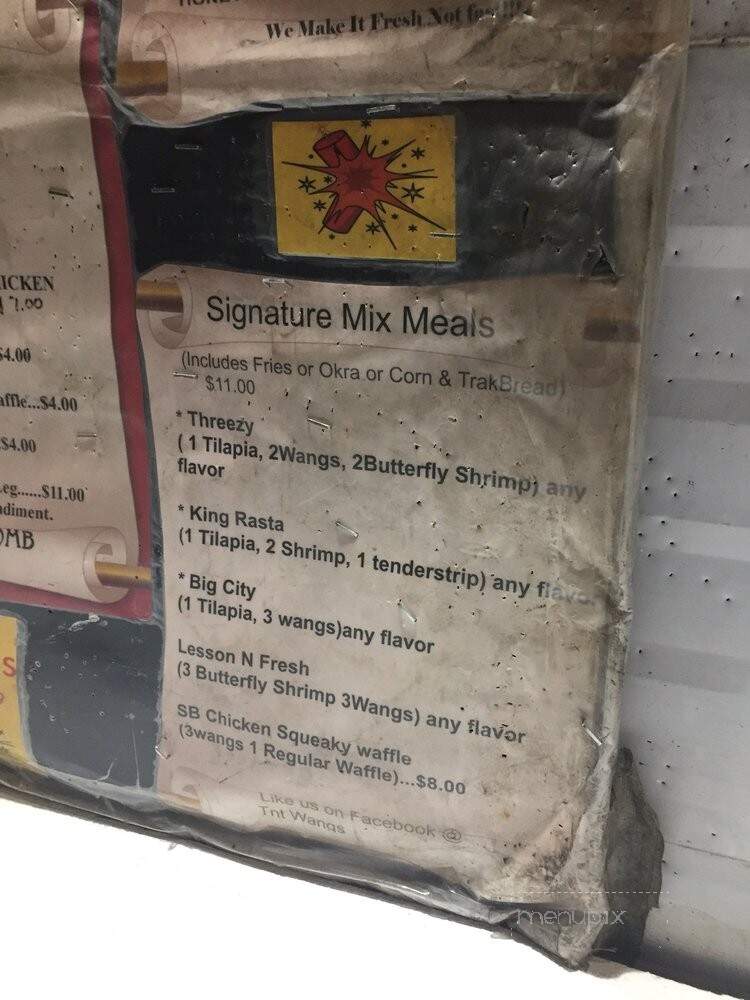 We Make It Fresh Not
ICKEN
$4.00
affle...$4.00
$4.00
eg......$11.00
diment.
OMB
S
Signature Mix Meals
(Includes Fries or Okra or Corn & TrakBread)
$11.00
* Threezy
( 1 Tilapia, 2Wangs, 2Butterfly Shrimp) any
flavor
* King Rasta
(1 Tilapia, 2 Shrimp, 1 tenderstrip) any flavor
* Big City
(1 Tilapia, 3 wangs)any flavor
Lesson N Fresh
(3 Butterfly Shrimp 3Wangs) any flavor
SB Chicken Squeaky waffle
(3wangs 1 Regular Waffle)...$8.00
Like us on Facebook @
Tnt Wangs
menupix